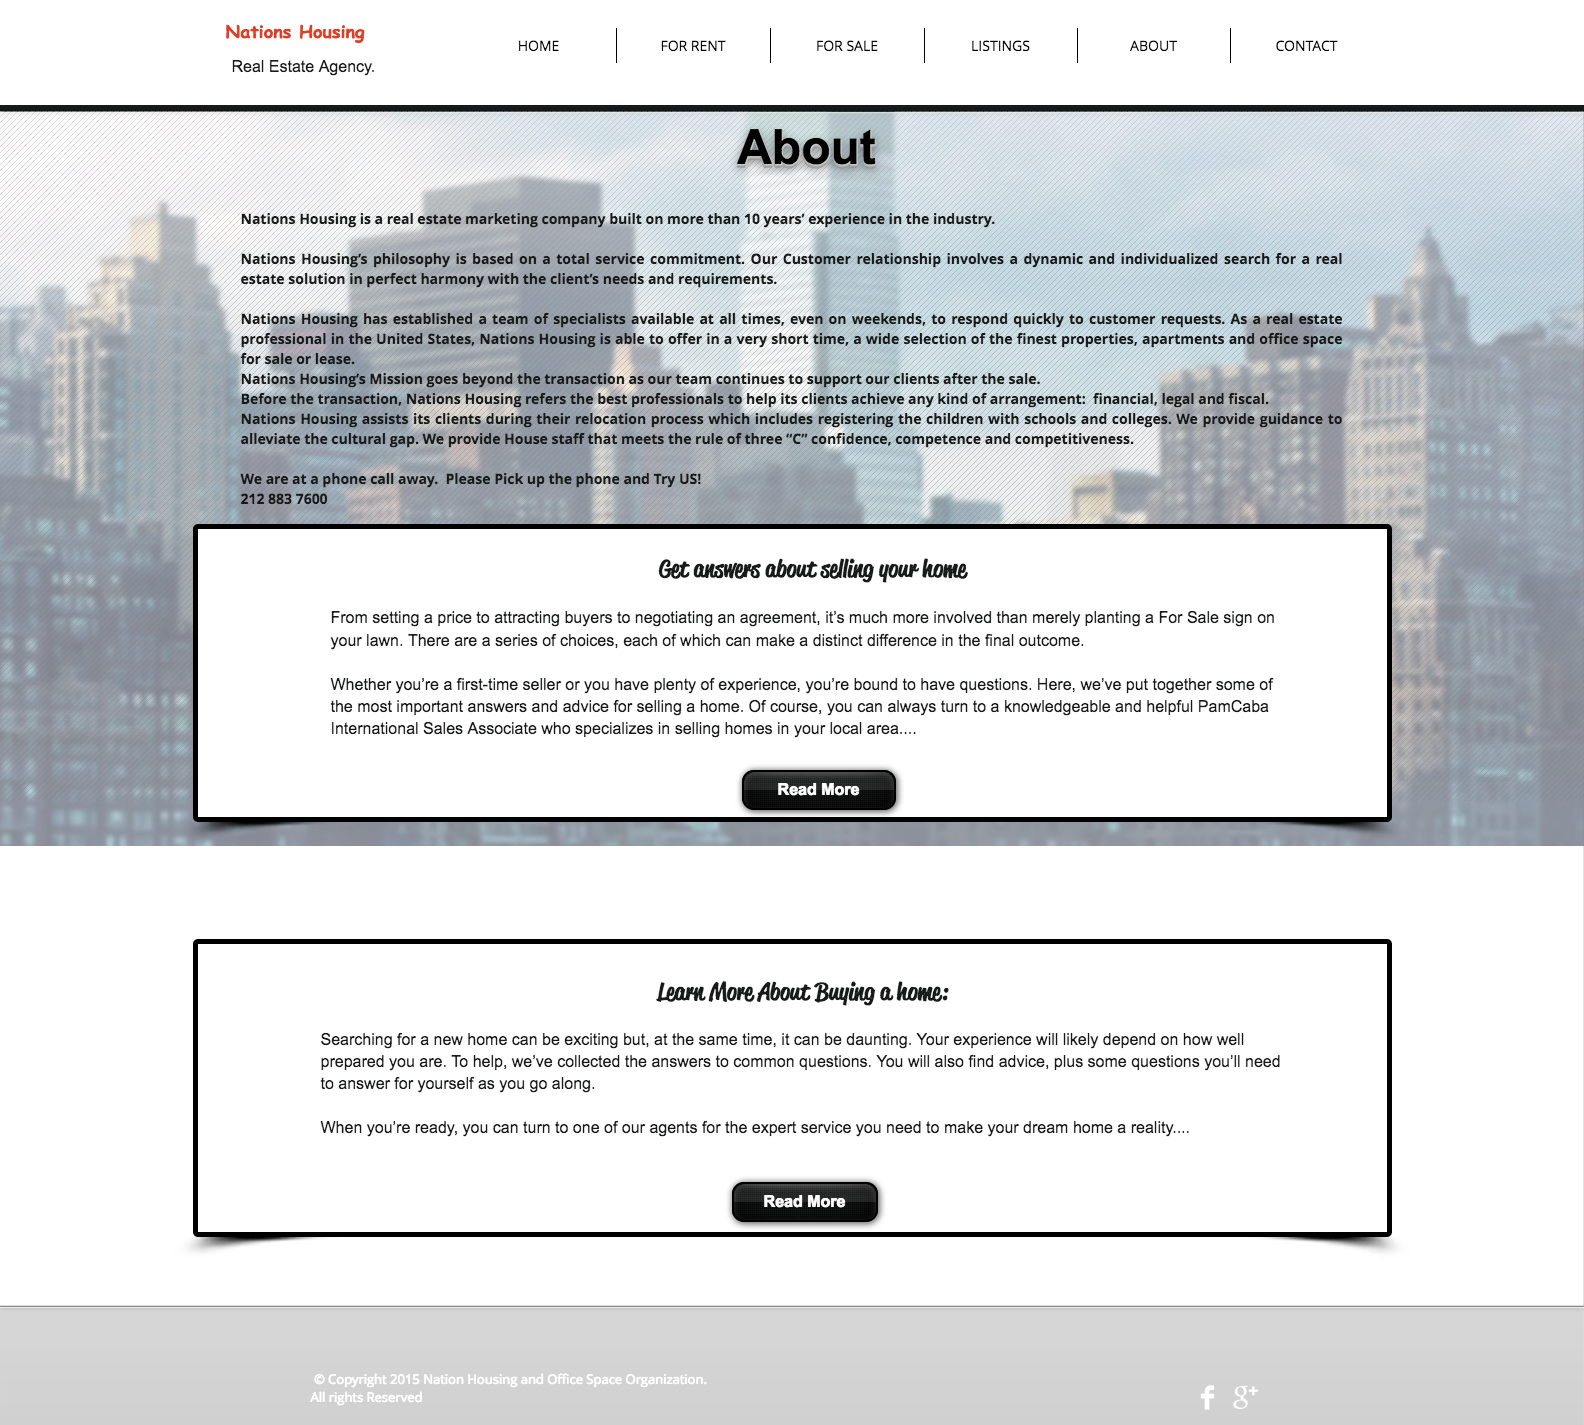 Nations Housing
Real Estate Agency.
HOME
FOR RENT
FOR SALE
LISTINGS
ABOUT
CONTACT
About
Nations Housing is a real estate marketing company built on more than 10 years’ experience in the industry.
Nations Housing’s philosophy is based on a total service commitment. Our Customer relationship involves a dynamic and individualized search for a real
estate solution in perfect harmony with the client’s needs and requirements.
Nations Housing has established a team of specialists available at all times, even on weekends, to respond quickly to customer requests. As a real estate
professional in the United States, Nations Housing is able to offer in a very short time, a wide selection of the finest properties, apartments and office space
for sale or lease.
Nations Housing’s Mission goes beyond the transaction as our team continues to support our clients after the sale.
Before the transaction, Nations Housing refers the best professionals to help its clients achieve any kind of arrangement:  financial, legal and fiscal.
Nations Housing assists its clients during their relocation process which includes registering the children with schools and colleges. We provide guidance to
alleviate the cultural gap. We provide House staff that meets the rule of three “C” confidence, competence and competitiveness.
We are at a phone call away.  Please Pick up the phone and Try US!
212 883 7600
Get answers about selling your home
From setting a price to attracting buyers to negotiating an agreement, it’s much more involved than merely planting a For Sale sign on
your lawn. There are a series of choices, each of which can make a distinct difference in the final outcome.
Whether you’re a first-time seller or you have plenty of experience, you’re bound to have questions. Here, we’ve put together some of
the most important answers and advice for selling a home. Of course, you can always turn to a knowledgeable and helpful PamCaba
International Sales Associate who specializes in selling homes in your local area....
Read More
Learn More About Buying a home:
Searching for a new home can be exciting but, at the same time, it can be daunting. Your experience will likely depend on how well
prepared you are. To help, we’ve collected the answers to common questions. You will also find advice, plus some questions you’ll need
to answer for yourself as you go along.
When you’re ready, you can turn to one of our agents for the expert service you need to make your dream home a reality....
Read More
© Copyright 2015 Nation Housing and Office Space Organization.
All rights Reserved